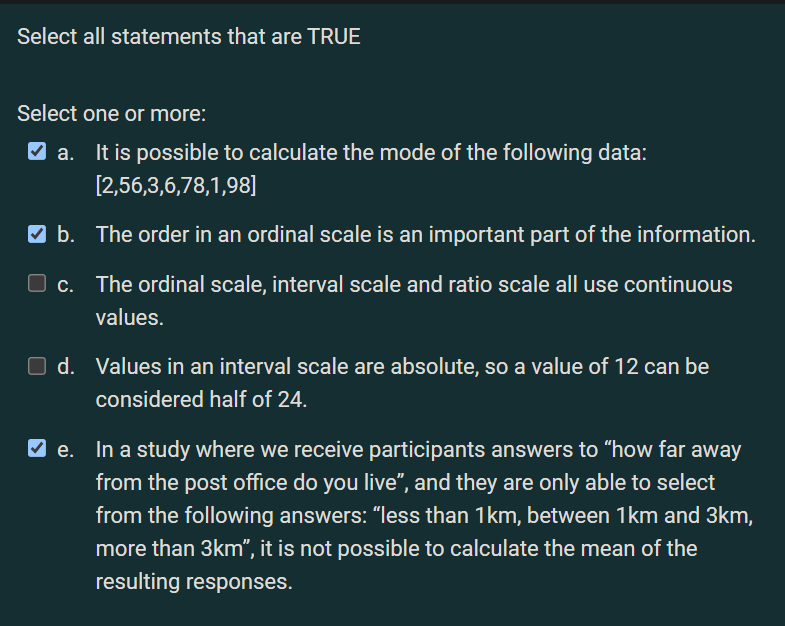 Select all statements that are TRUE
Select one or more:
a. It is possible to calculate the mode of the following data:
[2,56,3,6,78,1,98]
b. The order in an ordinal scale is an important part of the information.
c. The ordinal scale, interval scale and ratio scale all use continuous
values.
d. Values in an interval scale are absolute, so a value of 12 can be
considered half of 24.
e. In a study where we receive participants answers to “how far away
from the post office do you live”, and they are only able to select
from the following answers: “less than 1km, between 1km and 3km,
more than 3km”, it is not possible to calculate the mean of the
resulting responses.